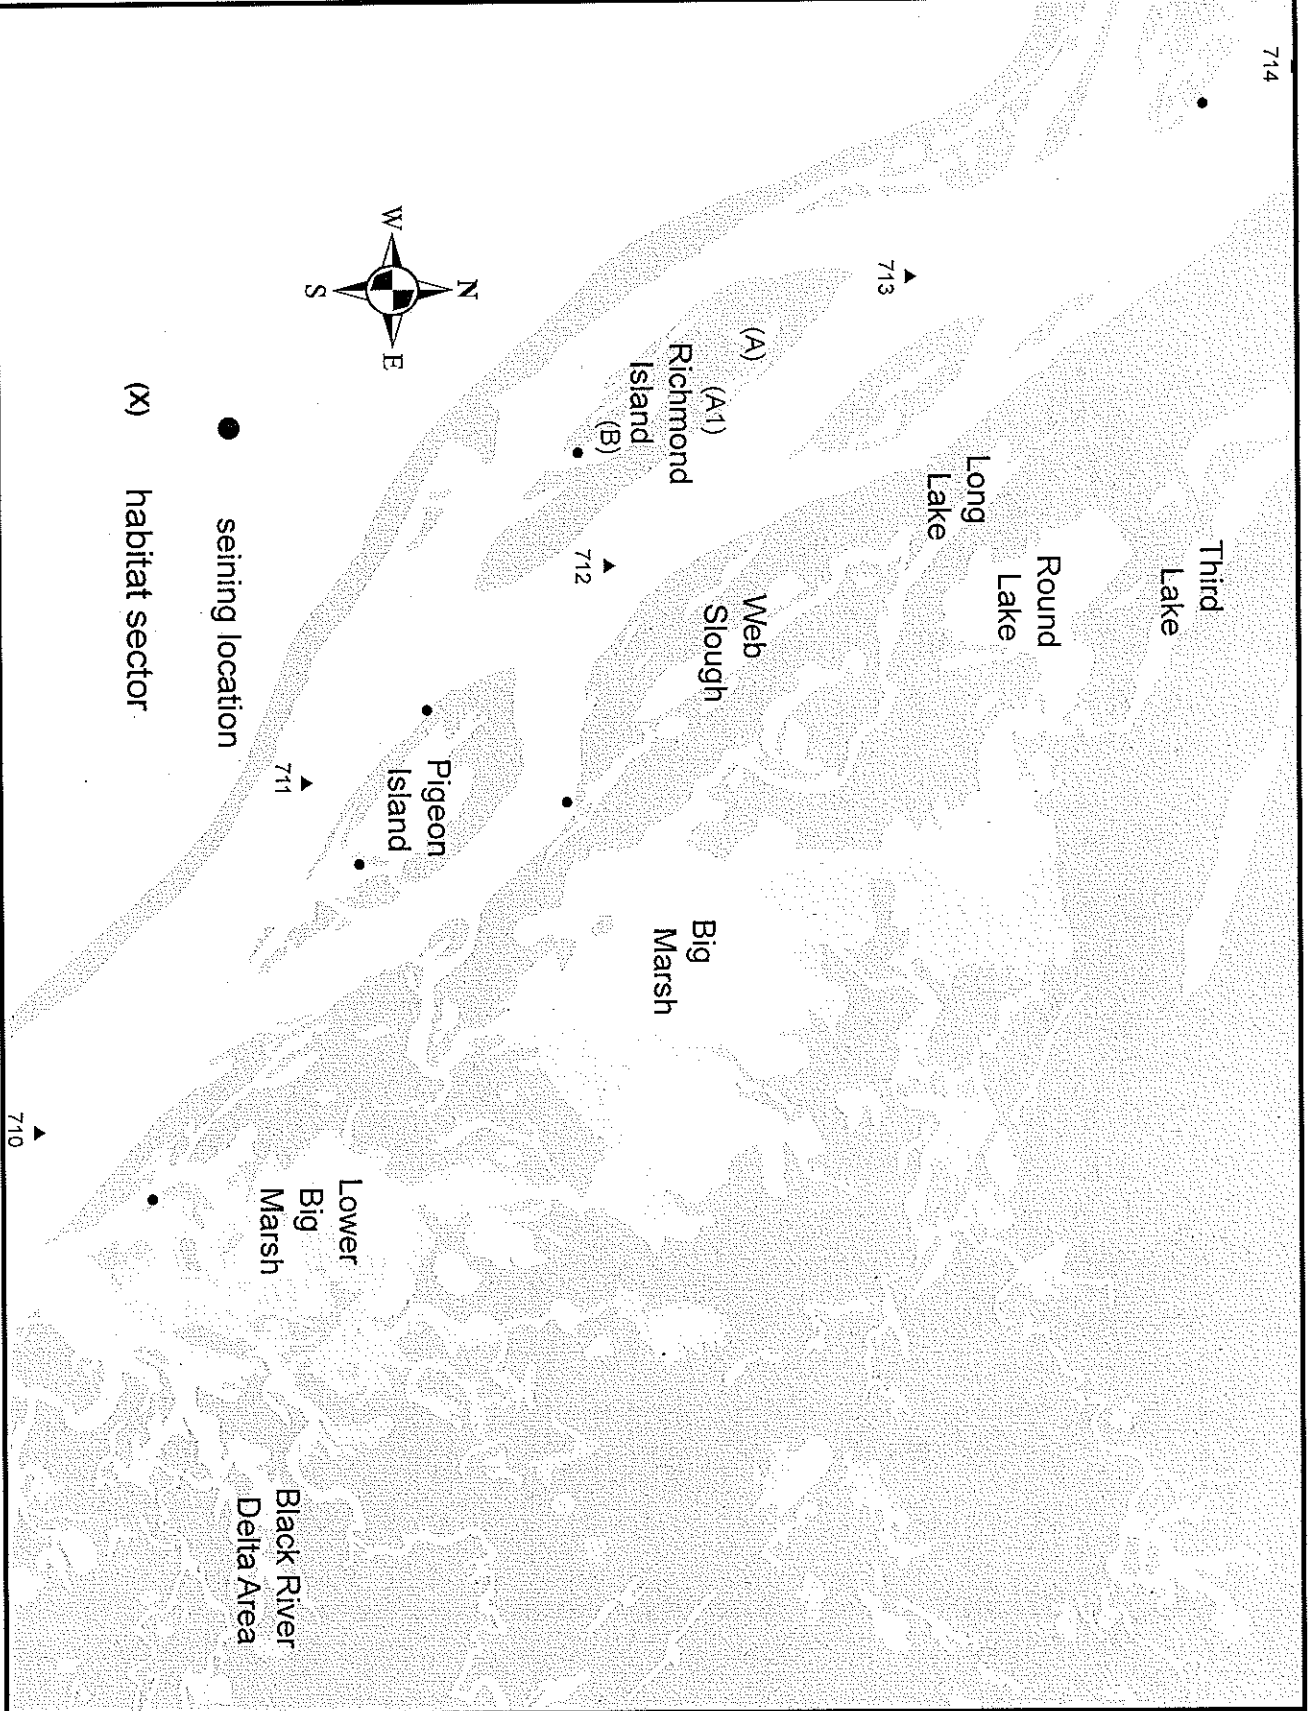 714
713
(A)
(A1)
Richmond
Island
(B)
712
Third
Lake
Round
Lake
Long
Lake
Web
Slough
Pigeon
Island
711
Big
Marsh
Lower
Big
Marsh
710
Black River
Delta Area
N
W
E
S
seining location
(X) habitat sector